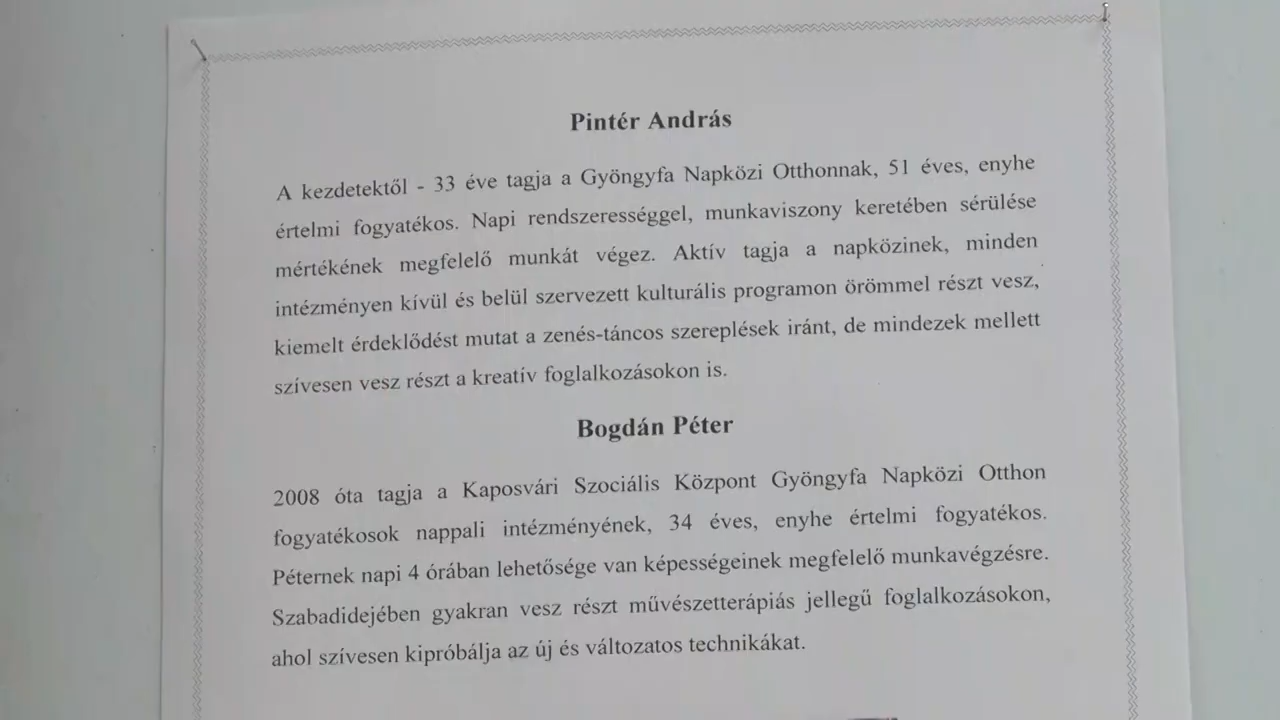 Pintér András
A kezdetektől - 33 éve tagja a Gyöngyfa Napközi Otthonnak, 51 éves, enyhe
értelmi fogyatékos. Napi rendszerességgel, munkaviszony keretében sérülése
mértékének megfelelő munkát végez. Aktív tagja a napközinek, minden
intézményen kívül és belül szervezett kulturális programon örömmel részt vesz,
kiemelt érdeklődést mutat a zenés-táncos szereplések iránt, de mindezek mellett
szívesen vesz részt a kreatív foglalkozásokon is.
Bogdán Péter
2008 óta tagja a Kaposvári Szociális Központ Gyöngyfa Napközi Otthon
fogyatékosok nappali intézményének, 34 éves, enyhe értelmi fogyatékos.
Péternek napi 4 órában lehetősége van képességeinek megfelelő munkavégzésre.
Szabadidejében gyakran vesz részt művészetterápiás jellegű foglalkozásokon,
ahol szívesen kipróbálja az új és változatos technikákat.